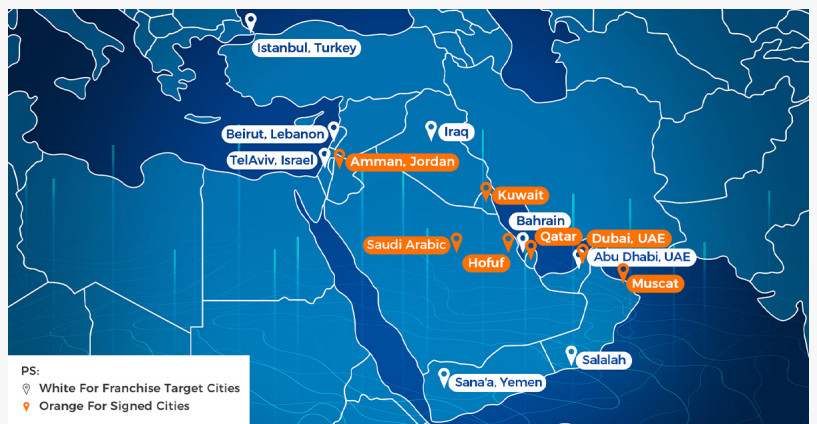 Istanbul, Turkey
Beirut, Lebanon
Iraq
TelAviv, Israel
Amman, Jordan
Kuwait
Bahrain
Saudi Arabic
Qatar
Dubai, UAE
Hofuf
Abu Dhabi, UAE
Muscat
Salalah
Sana'a, Yemen
PS:
White For Franchise Target Cities
Orange For Signed Cities